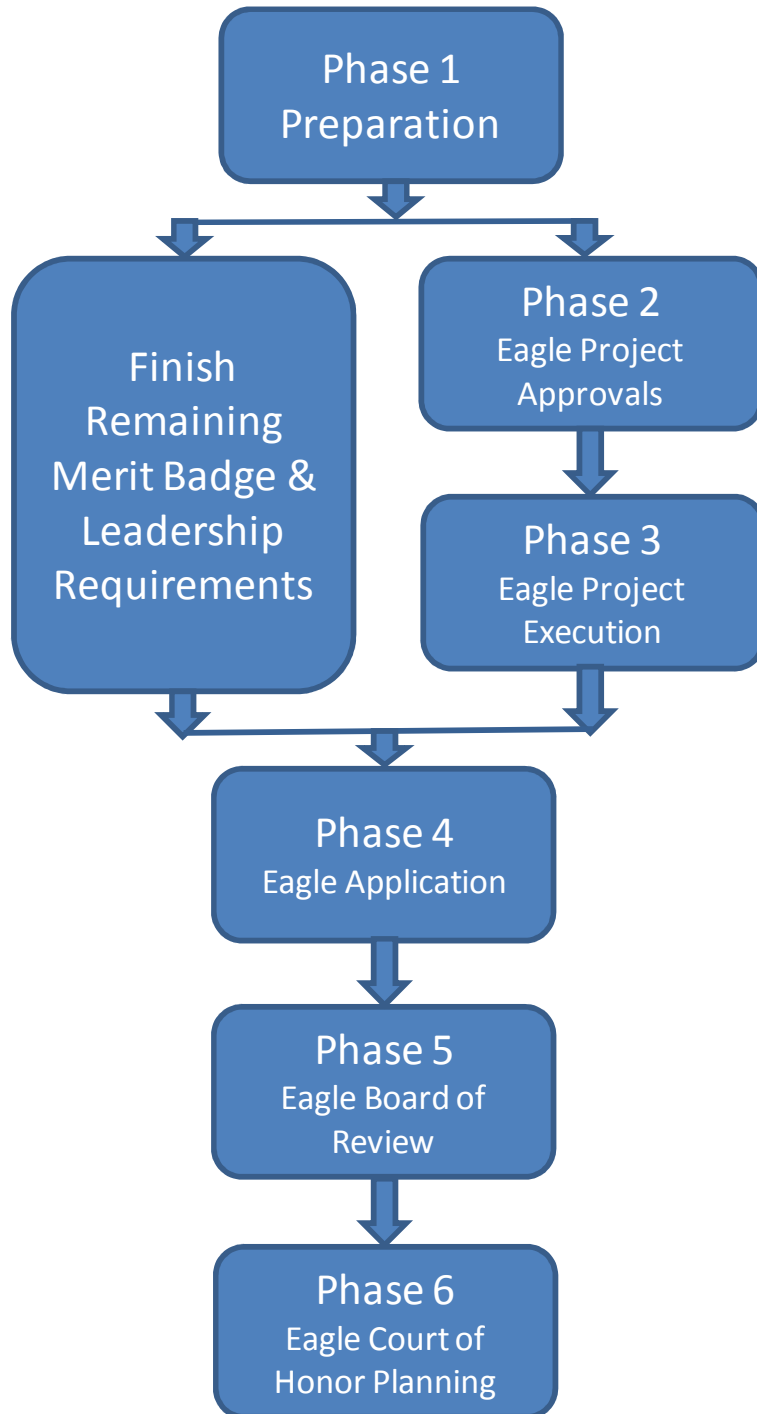 Phase 1
Preparation
Finish
Remaining
Merit Badge &
Leadership
Requirements
Phase 2
Eagle Project
Approvals
Phase 3
Eagle Project
Execution
Phase 4
Eagle Application
Phase 5
Eagle Board of
Review
Phase 6
Eagle Court of
Honor Planning